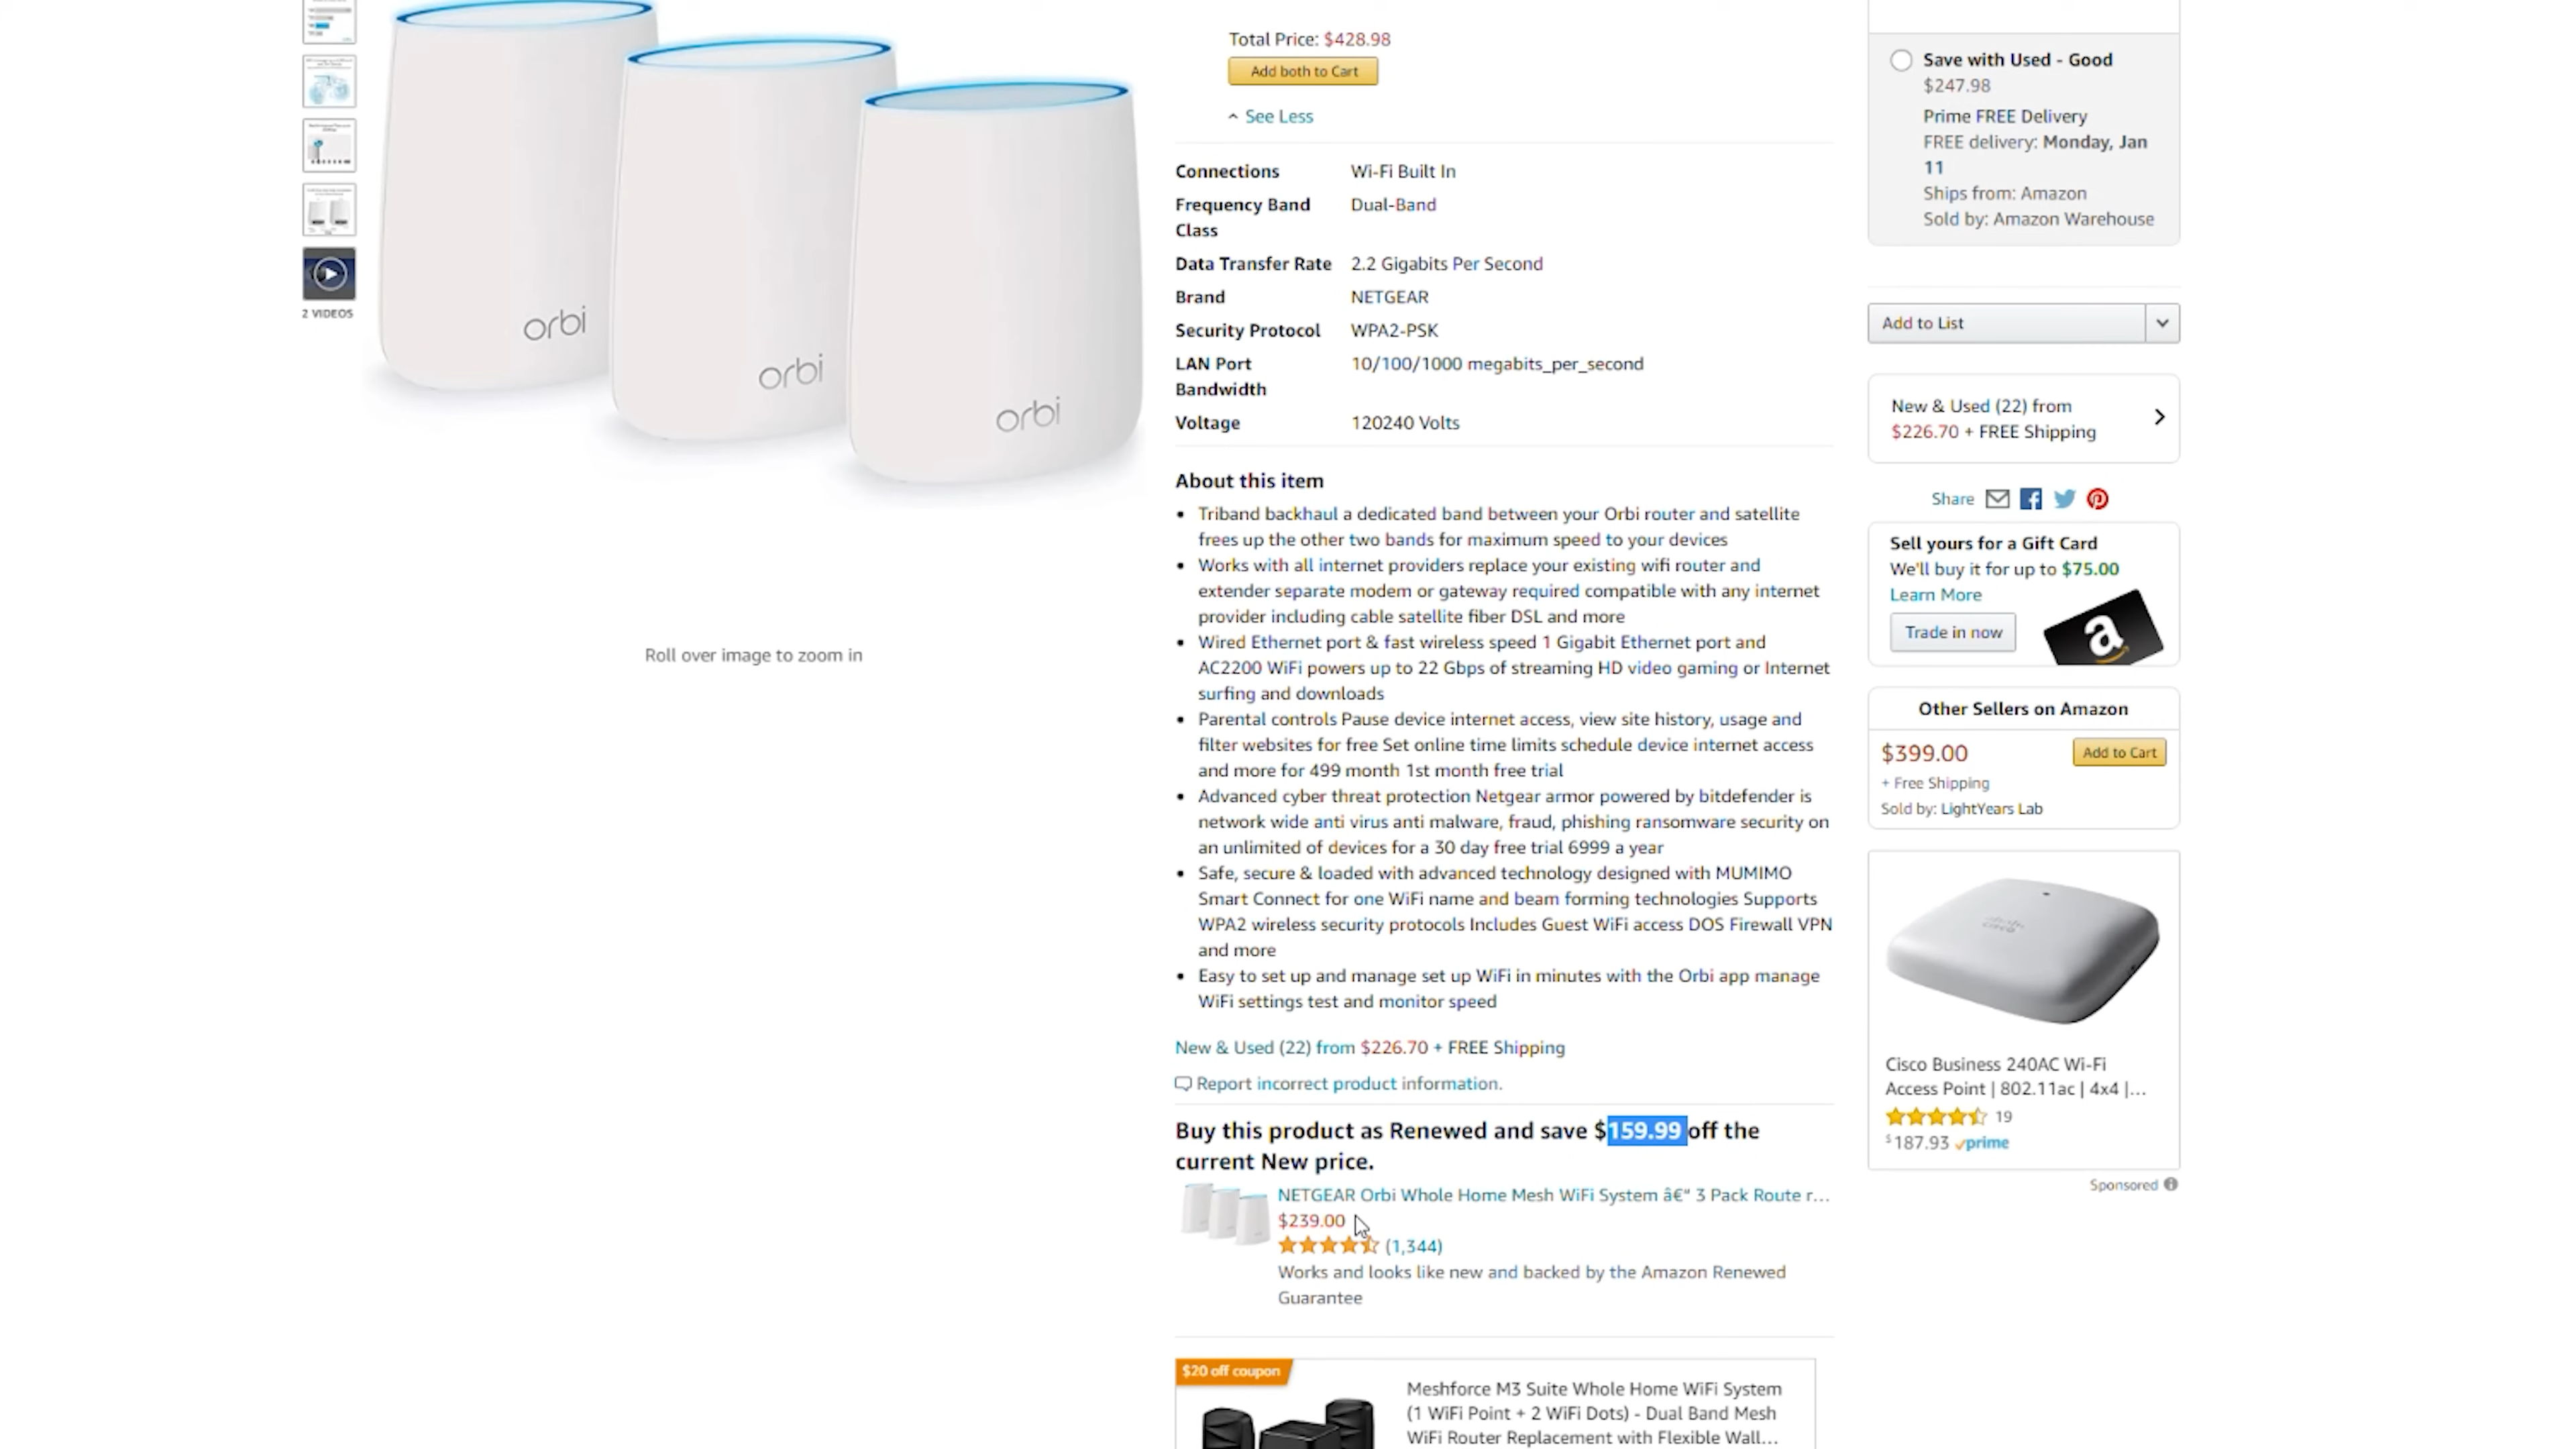 2 VIDEOS
orbi
orbi
orbi
Roll over image to zoom in
Total Price: $428.98
Add both to Cart
See Less
Connections Wi-Fi Built In
Frequency Band Dual-Band
Class
Data Transfer Rate 2.2 Gigabits Per Second
Brand NETGEAR
Security Protocol WPA2-PSK
LAN Port 10/100/1000 megabits_per_second
Bandwidth
Voltage 120240 Volts
About this item
• Triband backhaul a dedicated band between your Orbi router and satellite
frees up the other two bands for maximum speed to your devices
• Works with all internet providers replace your existing wifi router and
extender separate modem or gateway required compatible with any internet
provider including cable satellite fiber DSL and more
• Wired Ethernet port & fast wireless speed 1 Gigabit Ethernet port and
AC2200 WiFi powers up to 22 Gbps of streaming HD video gaming or Internet
surfing and downloads
• Parental controls Pause device internet access, view site history, usage and
filter websites for free Set online time limits schedule device internet access
and more for 499 month 1st month free trial
• Advanced cyber threat protection Netgear armor powered by bitdefender is
network wide anti virus anti malware, fraud, phishing ransomware security on
an unlimited of devices for a 30 day free trial 6999 a year
• Safe, secure & loaded with advanced technology designed with MUMIMO
Smart Connect for one WiFi name and beam forming technologies Supports
WPA2 wireless security protocols Includes Guest WiFi access DOS Firewall VPN
and more
• Easy to set up and manage set up WiFi in minutes with the Orbi app manage
WiFi settings test and monitor speed
New & Used (22) from $226.70 + FREE Shipping
Report incorrect product information.
Buy this product as Renewed and save $159.99 off the
current New price.
NETGEAR Orbi Whole Home Mesh WiFi System â€“ 3 Pack Route r...
$239.00
(1,344)
Works and looks like new and backed by the Amazon Renewed
Guarantee
$20 off coupon
Meshforce M3 Suite Whole Home WiFi System
(1 WiFi Point + 2 WiFi Dots) - Dual Band Mesh
WiFi Router Replacement with Flexible Wall...
Save with Used - Good
$247.98
Prime FREE Delivery
FREE delivery: Monday, Jan
11
Ships from: Amazon
Sold by: Amazon Warehouse
Add to List
New & Used (22) from
$226.70 + FREE Shipping
Share
Sell yours for a Gift Card
We'll buy it for up to $75.00
Learn More
Trade in now
Other Sellers on Amazon
$399.00 Add to Cart
+ Free Shipping
Sold by: LightYears Lab
cisco
Cisco Business 240AC Wi-Fi
Access Point | 802.11ac | 4x4 |...
19
$187.93 prime
Sponsored